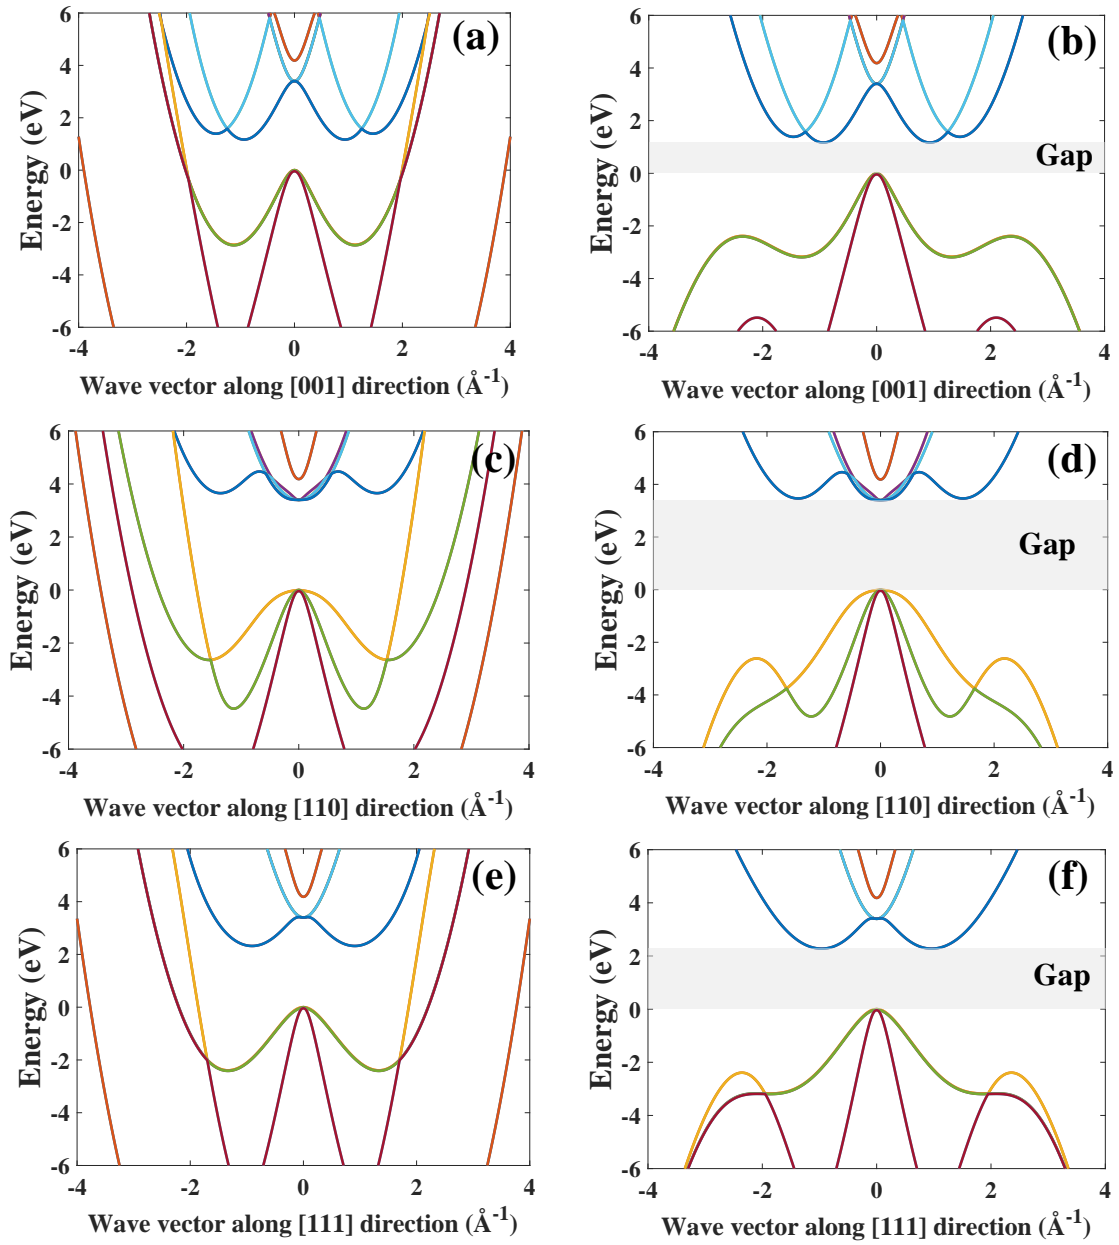 (a)
6
4
2
0
-2
-4
-6
Energy (eV)
-4 -2 0 2 4
Wave vector along [001] direction (Å⁻¹)
(b)
Gap
6
4
2
0
-2
-4
-6
Energy (eV)
-4 -2 0 2 4
Wave vector along [001] direction (Å⁻¹)
(c)
6
4
2
0
-2
-4
-6
Energy (eV)
-4 -2 0 2 4
Wave vector along [110] direction (Å⁻¹)
(d)
Gap
6
4
2
0
-2
-4
-6
Energy (eV)
-4 -2 0 2 4
Wave vector along [110] direction (Å⁻¹)
(e)
6
4
2
0
-2
-4
-6
Energy (eV)
-4 -2 0 2 4
Wave vector along [111] direction (Å⁻¹)
(f)
Gap
6
4
2
0
-2
-4
-6
Energy (eV)
-4 -2 0 2 4
Wave vector along [111] direction (Å⁻¹)